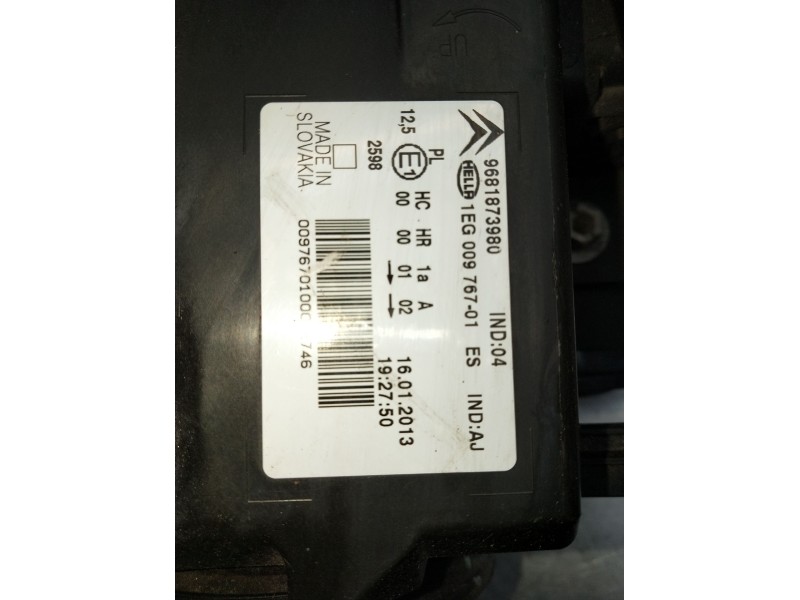 UP
9681873980 IND:04
HELLA 1EG 009 767-01 ES IND:AJ
PL HC HR 1a A
12,5 E1 00 00 01 02 16.01.2013
2598 19:27:50
MADE IN
SLOVAKIA
746